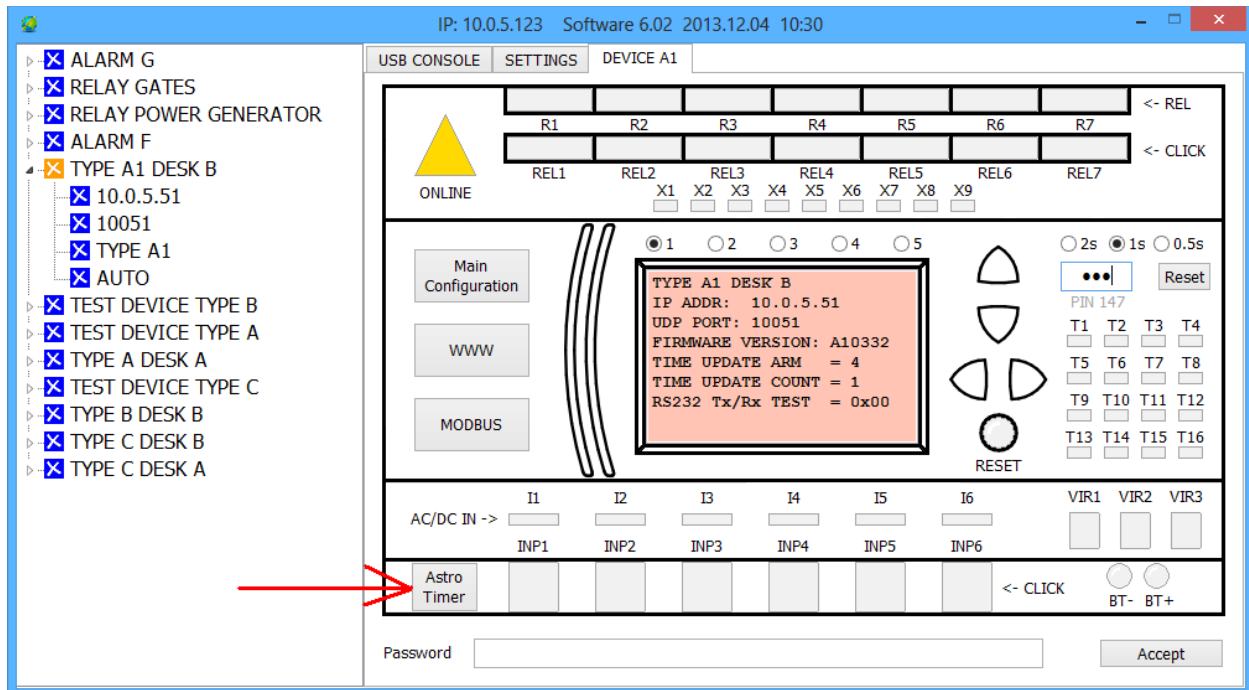 IP: 10.0.5.123 Software 6.02 2013.12.04 10:30
ALARM G
RELAY GATES
RELAY POWER GENERATOR
ALARM F
TYPE A1 DESK B
10.0.5.51
10051
TYPE A1
AUTO
TEST DEVICE TYPE B
TEST DEVICE TYPE A
TYPE A DESK A
TEST DEVICE TYPE C
TYPE B DESK B
TYPE C DESK B
TYPE C DESK A
USB CONSOLE SETTINGS DEVICE A1
<- REL
R1 R2 R3 R4 R5 R6 R7
<- CLICK
REL1 REL2 REL3 REL4 REL5 REL6 REL7
ONLINE
X1 X2 X3 X4 X5 X6 X7 X8 X9
Main
Configuration
WWW
MODBUS
1 2 3 4 5
TYPE A1 DESK B
IP ADDR: 10.0.5.51
UDP PORT: 10051
FIRMWARE VERSION: A10332
TIME UPDATE ARM = 4
TIME UPDATE COUNT = 1
RS232 Tx/Rx TEST = 0x00
RESET
2s 1s 0.5s
Reset
PIN 147
T1 T2 T3 T4
T5 T6 T7 T8
T9 T10 T11 T12
T13 T14 T15 T16
I1 I2 I3 I4 I5 I6
AC/DC IN ->
INP1 INP2 INP3 INP4 INP5 INP6
VIR1 VIR2 VIR3
Astro
Timer
<- CLICK
BT- BT+
Password
Accept